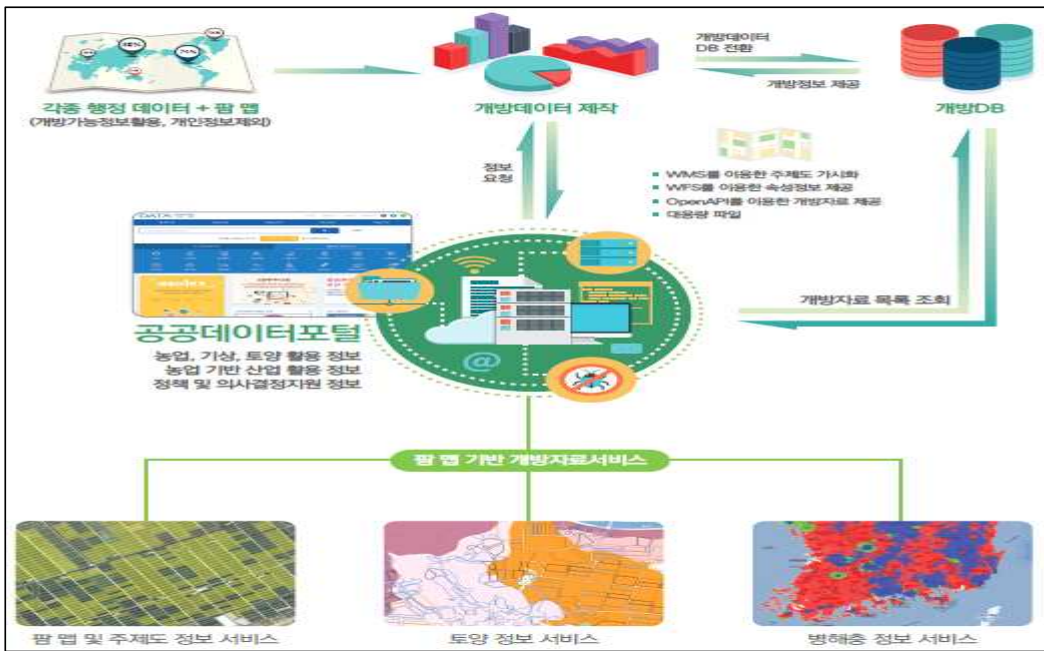 각종 행정 데이터 + 팜 맵
(개방가능정보활용, 개인정보제외)
개방데이터 제작
개방데이터
DB 전환
개방정보 제공
개방DB
정보
요청
▪ WMS를 이용한 주제도 가시화
▪ WFS를 이용한 속성정보 제공
▪ OpenAPI를 이용한 개방자료 제공
▪ 대용량 파일
개방자료 목록 조회
DATA
공공데이터포털
농업, 기상, 토양 활용 정보
농업 기반 산업 활용 정보
정책 및 의사결정지원 정보
@
팜 맵 기반 개방자료서비스
팜 맵 및 주제도 정보 서비스
토양 정보 서비스
병해충 정보 서비스